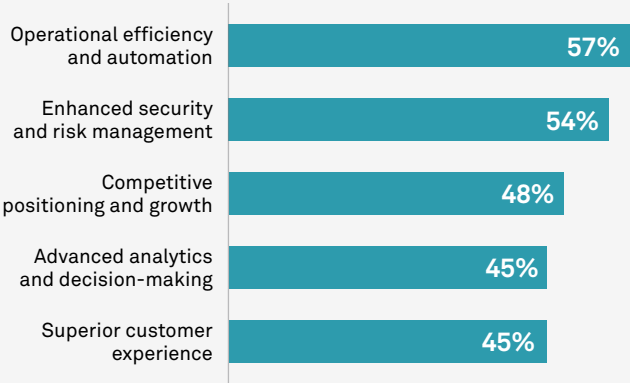 Operational efficiency
and automation
57%
Enhanced security
and risk management
54%
Competitive
positioning and growth
48%
Advanced analytics
and decision-making
45%
Superior customer
experience
45%